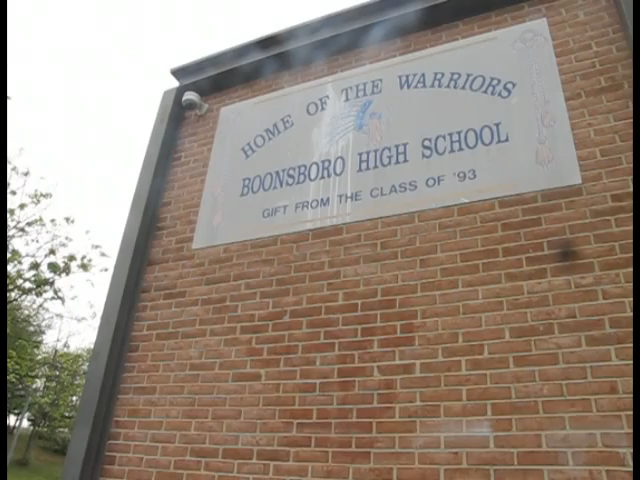 HOME OF THE WARRIORS
BOONSBORO HIGH SCHOOL
GIFT FROM THE CLASS OF '93